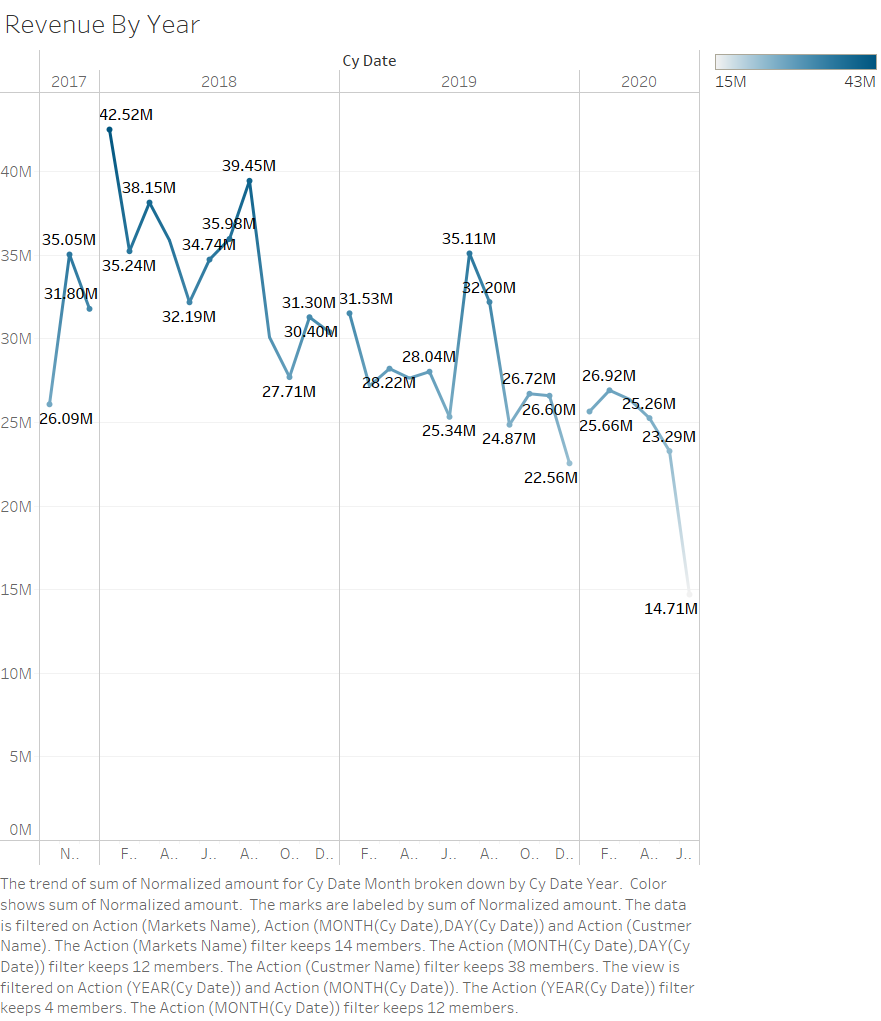 Revenue By Year
Cy Date
15M 43M
2017 2018 2019 2020
42.52M
40M
39.45M
38.15M
35.98M
35.05M
34.74M
35.11M
35M
35.24M
31.80M
32.20M
31.30M
31.53M
32.19M
30.40M
30M
28.04M
28.22M
27.71M
26.72M
26.92M
26.09M
26.60M
25.26M
25M
25.34M
25.66M
24.87M
23.29M
22.56M
20M
15M
14.71M
10M
5M
0M
N.. F.. A.. J.. A.. O.. D.. F.. A.. J.. A.. O.. D.. F.. A.. J..
The trend of sum of Normalized amount for Cy Date Month broken down by Cy Date Year.  Color
shows sum of Normalized amount.  The marks are labeled by sum of Normalized amount. The data
is filtered on Action (Markets Name), Action (MONTH(Cy Date),DAY(Cy Date)) and Action (Custmer
Name). The Action (Markets Name) filter keeps 14 members. The Action (MONTH(Cy Date),DAY(Cy
Date)) filter keeps 12 members. The Action (Custmer Name) filter keeps 38 members. The view is
filtered on Action (YEAR(Cy Date)) and Action (MONTH(Cy Date)). The Action (YEAR(Cy Date)) filter
keeps 4 members. The Action (MONTH(Cy Date)) filter keeps 12 members.